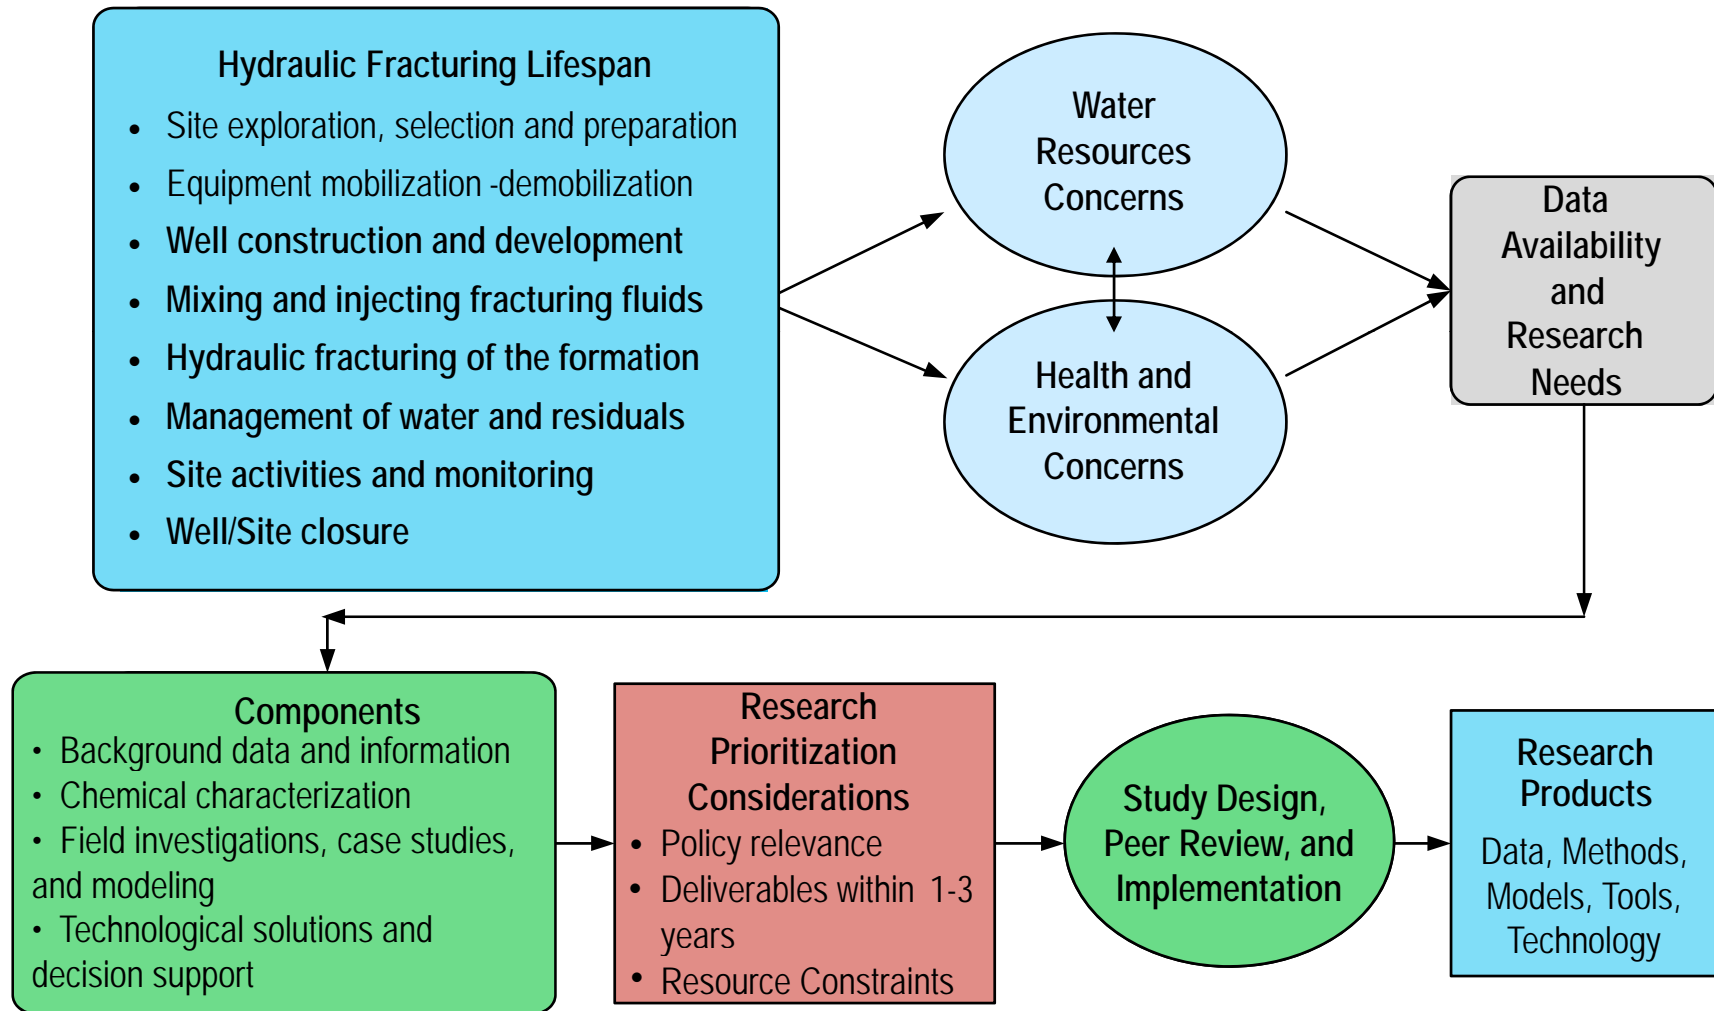 Hydraulic Fracturing Lifespan
• Site exploration, selection and preparation
• Equipment mobilization -demobilization
• Well construction and development
• Mixing and injecting fracturing fluids
• Hydraulic fracturing of the formation
• Management of water and residuals
• Site activities and monitoring
• Well/Site closure
Water
Resources
Concerns
Health and
Environmental
Concerns
Data
Availability
and
Research
Needs
Components
• Background data and information
• Chemical characterization
• Field investigations, case studies,
and modeling
• Technological solutions and
decision support
Research
Prioritization
Considerations
• Policy relevance
• Deliverables within 1-3
years
• Resource Constraints
Study Design,
Peer Review, and
Implementation
Research
Products
Data, Methods,
Models, Tools,
Technology